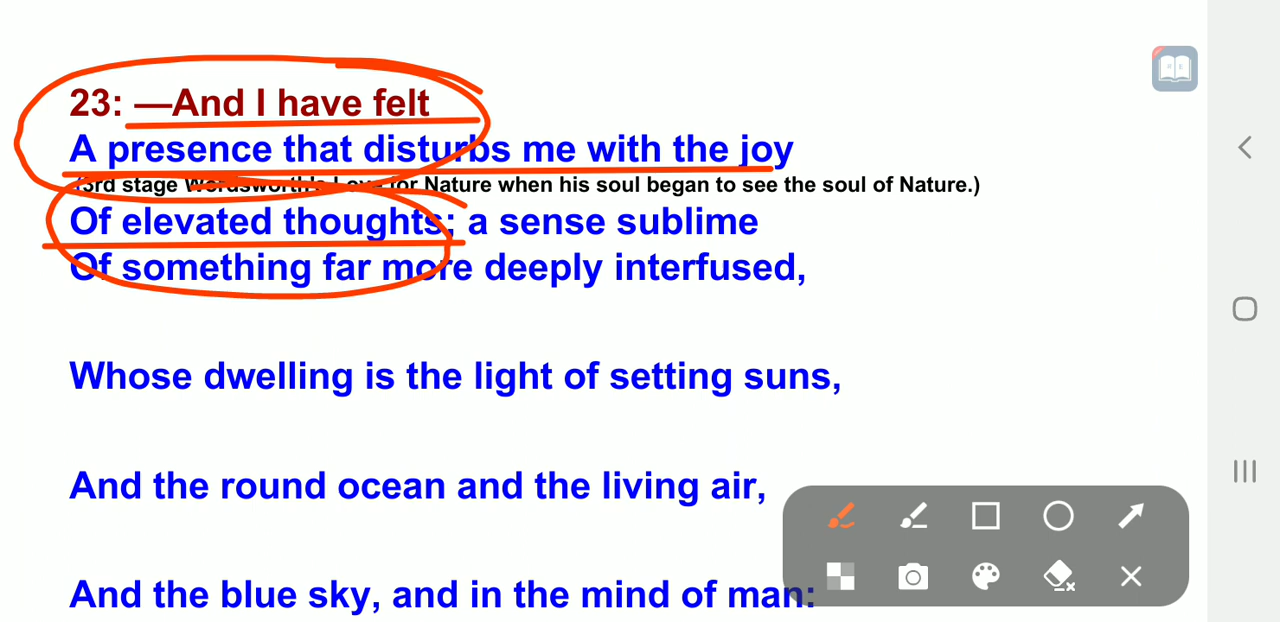 23: —And I have felt
A presence that disturbs me with the joy
(3rd stage Wordsworth's Love for Nature when his soul began to see the soul of Nature.)
Of elevated thoughts; a sense sublime
Of something far more deeply interfused,
Whose dwelling is the light of setting suns,
And the round ocean and the living air,
And the blue sky, and in the mind of man: